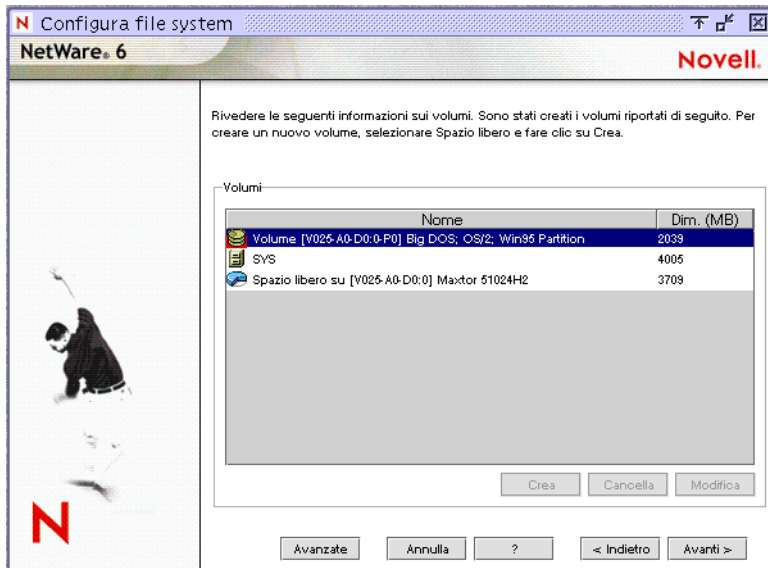 N Configura file system
NetWare® 6
Novell.
Rivedere le seguenti informazioni sui volumi. Sono stati creati i volumi riportati di seguito. Per
creare un nuovo volume, selezionare Spazio libero e fare clic su Crea.
Volumi
Nome Dim. (MB)
Volume [V025-A0-D0:0-P0] Big DOS; OS/2; Win95 Partition 2039
SYS 4005
Spazio libero su [V025-A0-D0:0] Maxtor 51024H2 3709
Crea Cancella Modifica
N
Avanzate Annulla ? < Indietro Avanti >